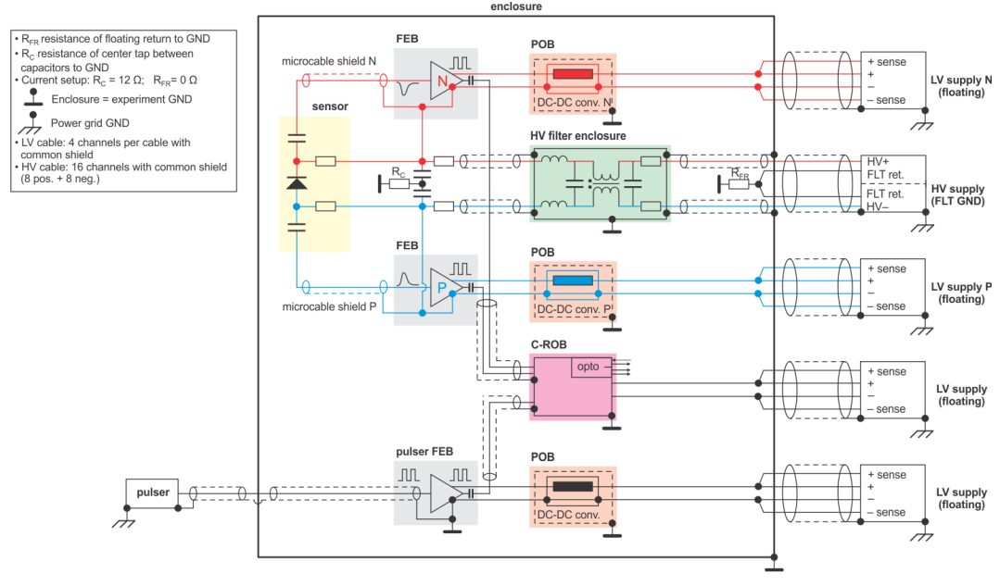 enclosure
• R_FR resistance of floating return to GND
• R_C resistance of center tap between
capacitors to GND
• Current setup: R_C = 12 Ω; R_FR= 0 Ω
Enclosure = experiment GND
Power grid GND
• LV cable: 4 channels per cable with
common shield
• HV cable: 16 channels with common shield
(8 pos. + 8 neg.)
FEB
microcable shield N
N
POB
DC-DC conv. N
+ sense
+
–
– sense
LV supply N
(floating)
sensor
R_C
HV filter enclosure
R_FR
HV+
FLT ret.
FLT ret.
HV–
HV supply
(FLT GND)
FEB
microcable shield P
P
POB
DC-DC conv. P
+ sense
+
–
– sense
LV supply P
(floating)
C-ROB
opto
+ sense
+
–
– sense
LV supply
(floating)
pulser
pulser FEB
POB
DC-DC conv.
+ sense
+
–
– sense
LV supply
(floating)